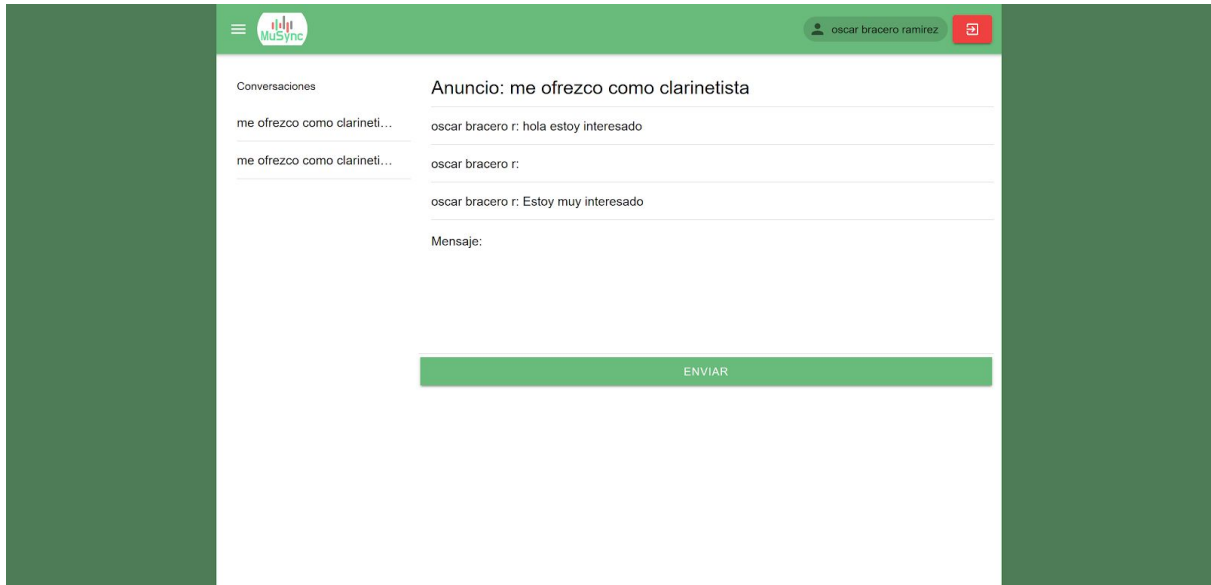 MuSync
oscar bracero ramirez
Conversaciones
me ofrezco como clarineti...
me ofrezco como clarineti...
Anuncio: me ofrezco como clarinetista
oscar bracero r: hola estoy interesado
oscar bracero r:
oscar bracero r: Estoy muy interesado
Mensaje:
ENVIAR